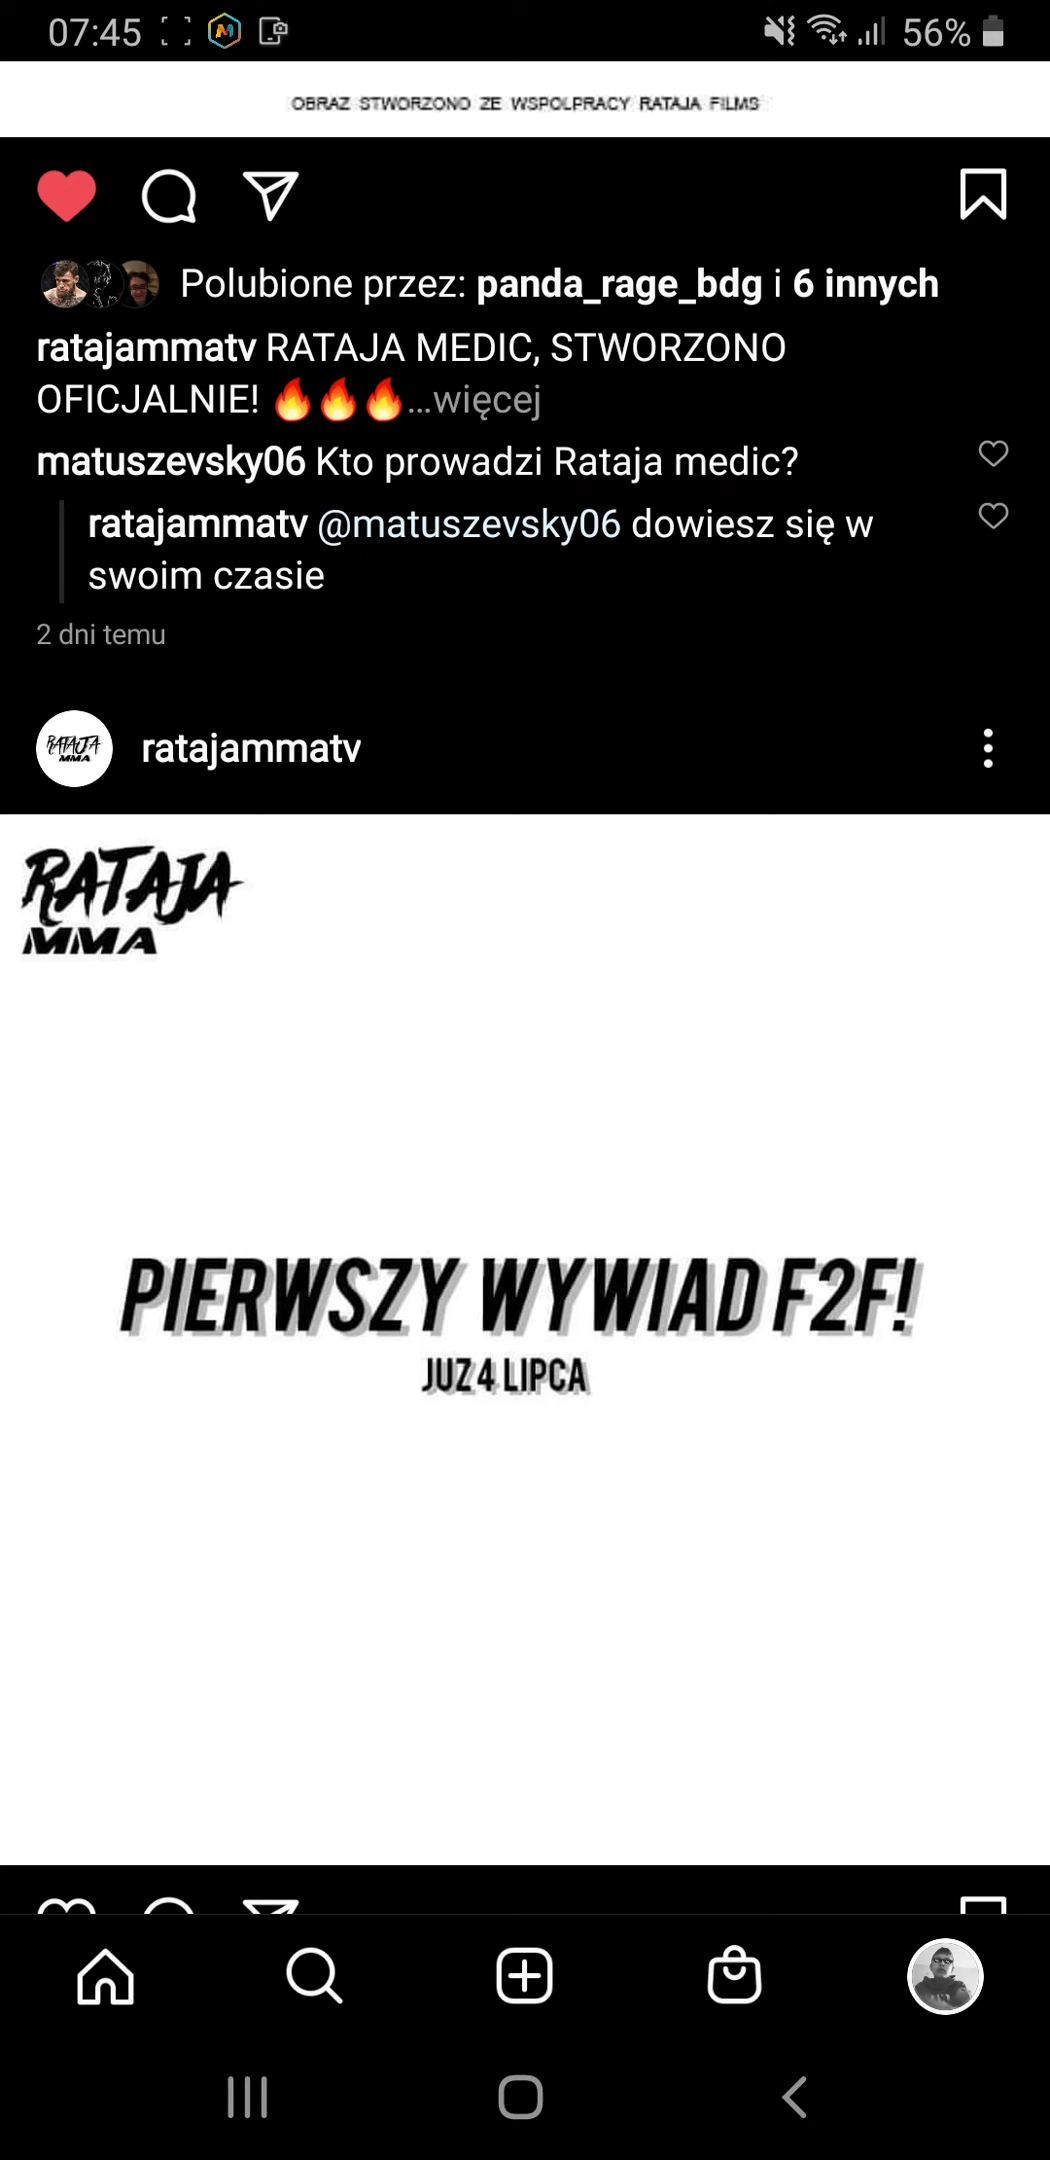 07:45
56%
OBRAZ STWORZONO ZE WSPOLPRACY RATAJA FILMS
Polubione przez: panda_rage_bdg i 6 innych
ratajammatv RATAJA MEDIC, STWORZONO
OFICJALNIE! 🔥🔥🔥...więcej
matuszevsky06 Kto prowadzi Rataja medic?
ratajammatv @matuszevsky06 dowiesz się w
swoim czasie
2 dni temu
RATAJA
MMA
ratajammatv
RATAJA
MMA
PIERWSZY WYWIAD F2F!
JUZ 4 LIPCA